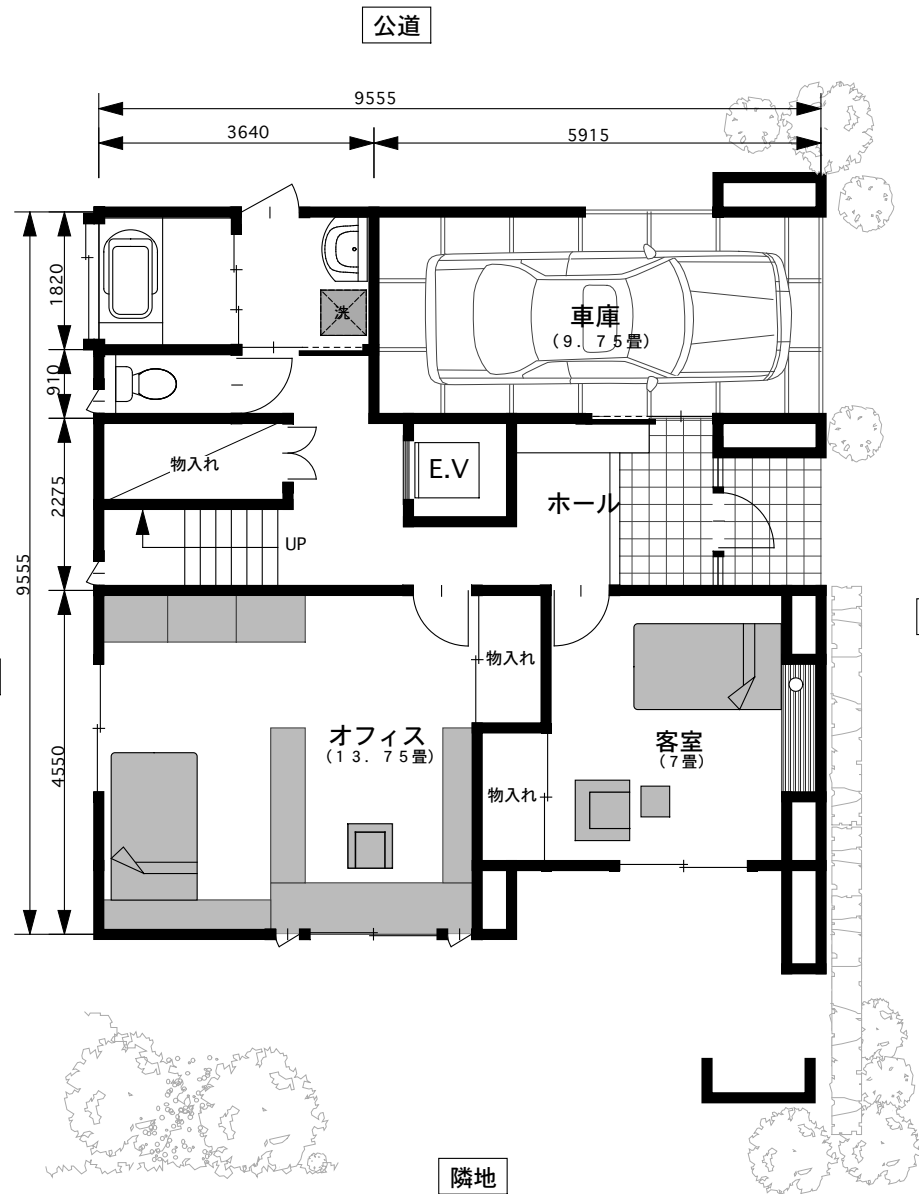 公道
9555
3640
5915
1820
洗
車庫
(9. 75畳)
910
物入れ
E.V
2275
ホール
UP
9555
物入れ
オフィス
(13. 75畳)
客室
(7畳)
4550
物入れ
隣地